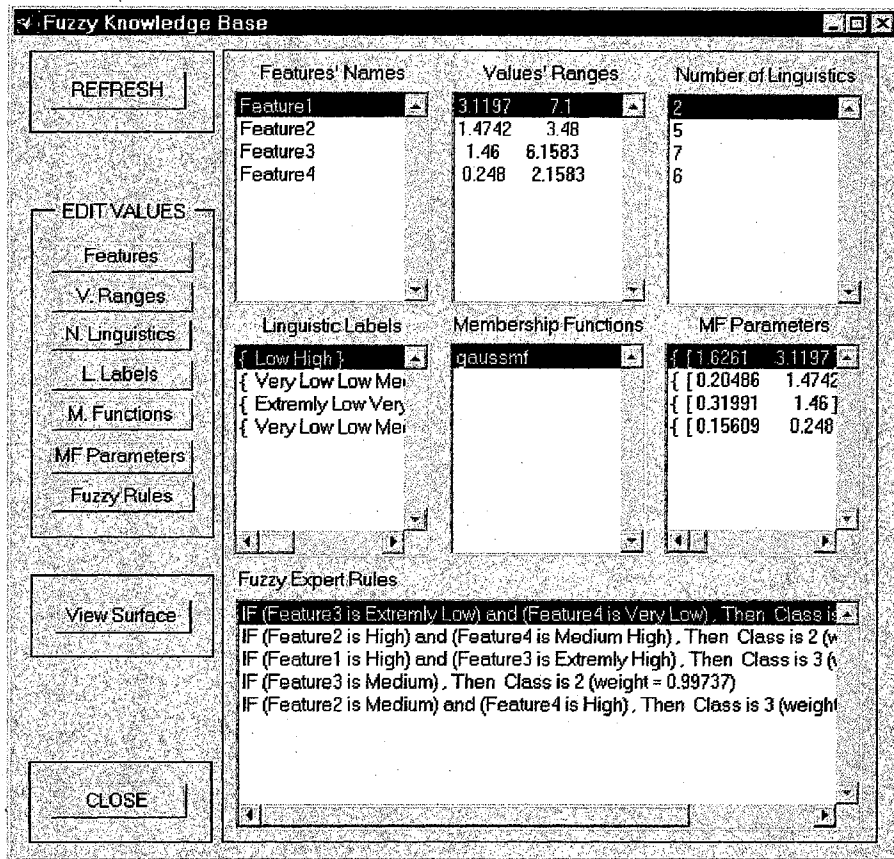 Fuzzy Knowledge Base
REFRESH
EDIT VALUES
Features
V. Ranges
N. Linguistics
L. Labels
M. Functions
MF Parameters
Fuzzy Rules
View Surface
CLOSE
Features' Names
Feature1
Feature2
Feature3
Feature4
Values' Ranges
3.1197 7.1
1.4742 3.48
1.46 6.1583
0.248 2.1583
Number of Linguistics
2
5
7
6
Linguistic Labels
{ Low High }
{ Very Low Low Me
{ Extremly Low Very
{ Very Low Low Me
Membership Functions
gaussmf
MF Parameters
{ [1.6261 3.1197
{ [0.20486 1.4742
{ [0.31991 1.46]
{ [0.15609 0.248
Fuzzy Expert Rules
IF (Feature3 is Extremly Low) and (Feature4 is Very Low) , Then Class is
IF (Feature2 is High) and (Feature4 is Medium High) , Then Class is 2 (w
IF (Feature1 is High) and (Feature3 is Extremly High) , Then Class is 3 (w
IF (Feature3 is Medium) , Then Class is 2 (weight = 0.99737)
IF (Feature2 is Medium) and (Feature4 is High) , Then Class is 3 (weight